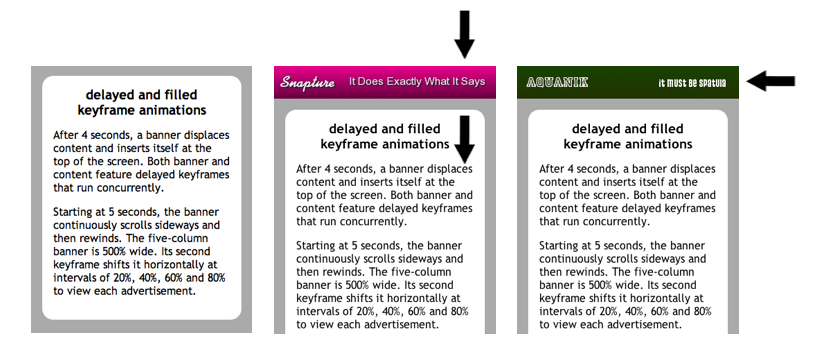 delayed and filled
keyframe animations
After 4 seconds, a banner displaces
content and inserts itself at the
top of the screen. Both banner and
content feature delayed keyframes
that run concurrently.
Starting at 5 seconds, the banner
continuously scrolls sideways and
then rewinds. The five-column
banner is 500% wide. Its second
keyframe shifts it horizontally at
intervals of 20%, 40%, 60% and 80%
to view each advertisement.
Snapture It Does Exactly What It Says
delayed and filled
keyframe animations
After 4 seconds, a banner displaces
content and inserts itself at the
top of the screen. Both banner and
content feature delayed keyframes
that run concurrently.
Starting at 5 seconds, the banner
continuously scrolls sideways and
then rewinds. The five-column
banner is 500% wide. Its second
keyframe shifts it horizontally at
intervals of 20%, 40%, 60% and 80%
to view each advertisement.
AQUANIK it must be spatula
delayed and filled
keyframe animations
After 4 seconds, a banner displaces
content and inserts itself at the
top of the screen. Both banner and
content feature delayed keyframes
that run concurrently.
Starting at 5 seconds, the banner
continuously scrolls sideways and
then rewinds. The five-column
banner is 500% wide. Its second
keyframe shifts it horizontally at
intervals of 20%, 40%, 60% and 80%
to view each advertisement.